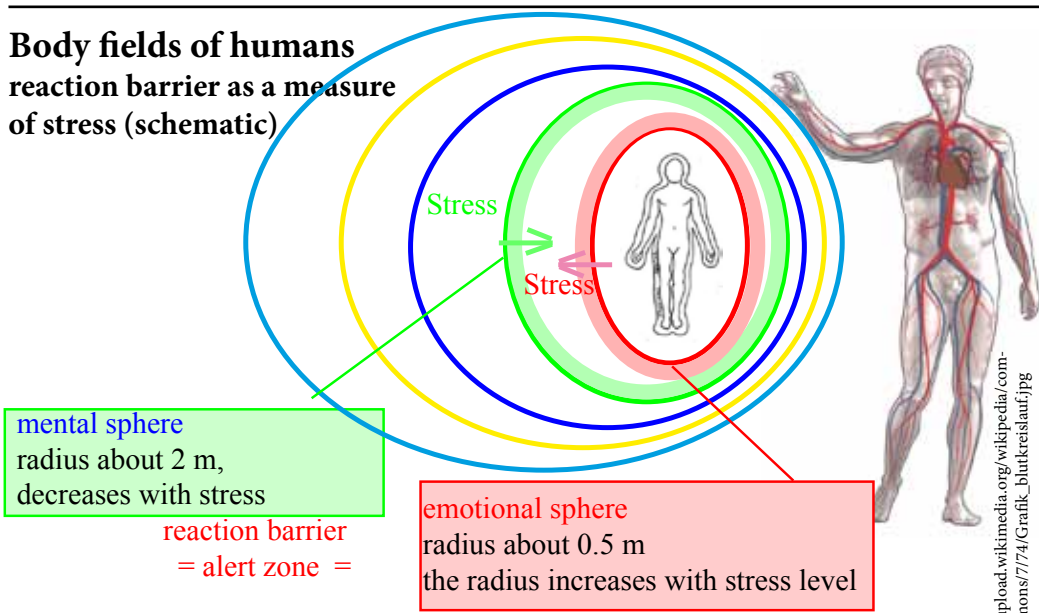 Body fields of humans
reaction barrier as a measure
of stress (schematic)
Stress
Stress
mental sphere
radius about 2 m,
decreases with stress
reaction barrier
= alert zone =
emotional sphere
radius about 0.5 m
the radius increases with stress level
upload.wikimedia.org/wikipedia/com-
mons/7/74/Grafik_blutkreislauf.jpg